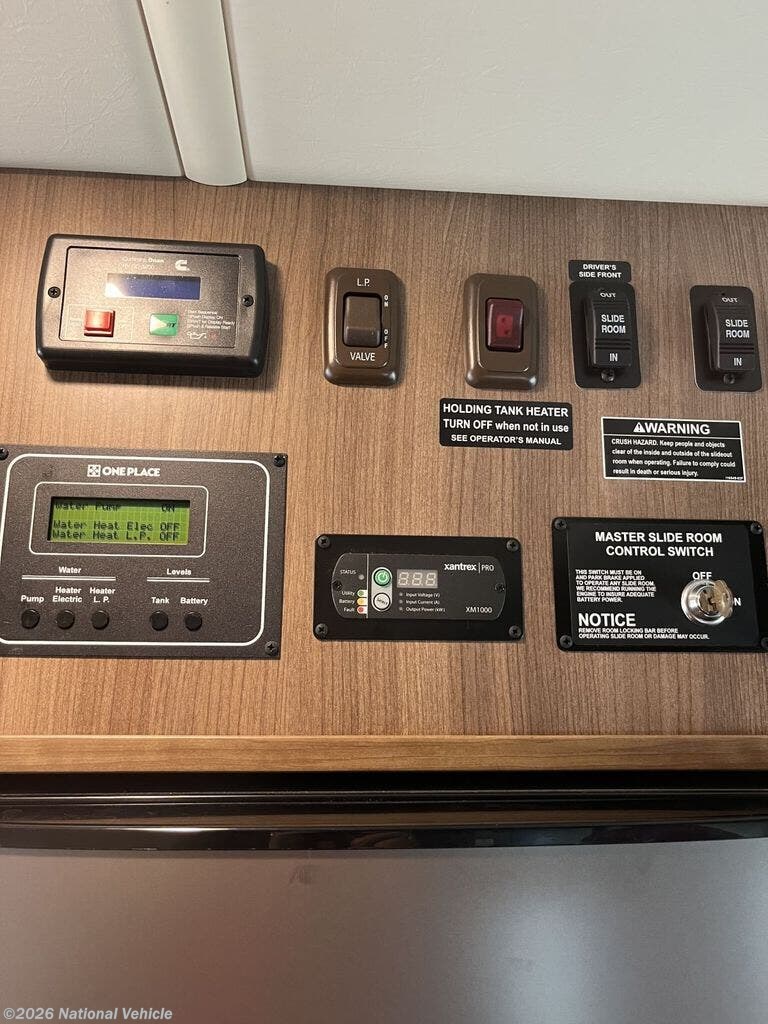 Cummins Onan
Start Sequence:
L.P.
ON
OFF
VALVE
DRIVER'S
SIDE FRONT
OUT
SLIDE
ROOM
IN
OUT
SLIDE
ROOM
IN
HOLDING TANK HEATER
TURN OFF when not in use
SEE OPERATOR'S MANUAL
WARNING
CRUSH HAZARD. Keep people and objects
clear of the inside and outside of the slideout
room when operating. Failure to comply could
result in death or serious injury.
ONE PLACE
Water Pump ON
Water Heat Elec OFF
Water Heat L.P. OFF
Water
Levels
Pump
Heater
Electric
Heater
L. P.
Tank
Battery
STATUS
Utility
Battery
Fault
xantrex PRO
Input Voltage (V)
Input Current (A)
Output Power (kW)
XM1000
MASTER SLIDE ROOM
CONTROL SWITCH
THIS SWITCH MUST BE ON
AND PARK BRAKE APPLIED
TO OPERATE ANY SLIDE ROOM.
WE RECOMMEND RUNNING THE
ENGINE TO INSURE ADEQUATE
BATTERY POWER.
OFF
ON
NOTICE
REMOVE ROOM LOCKING BAR BEFORE
OPERATING SLIDE ROOM OR DAMAGE MAY OCCUR.
©2026 National Vehicle